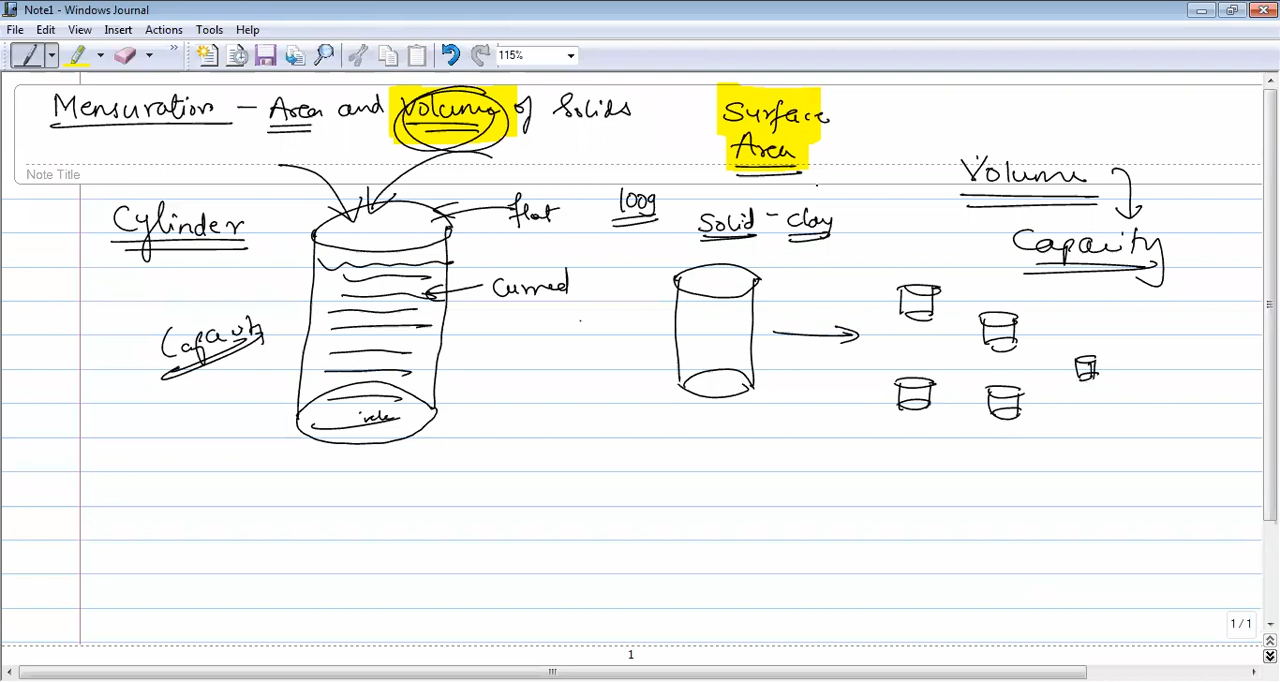 Note1 - Windows Journal
File Edit View Insert Actions Tools Help
115%
Mensuration - Area and Volume of Solids
Surface
Area
Note Title
Volume
Capacity
Cylinder
flat
100g
Solid - clay
Curved
Capacity
1 / 1
1